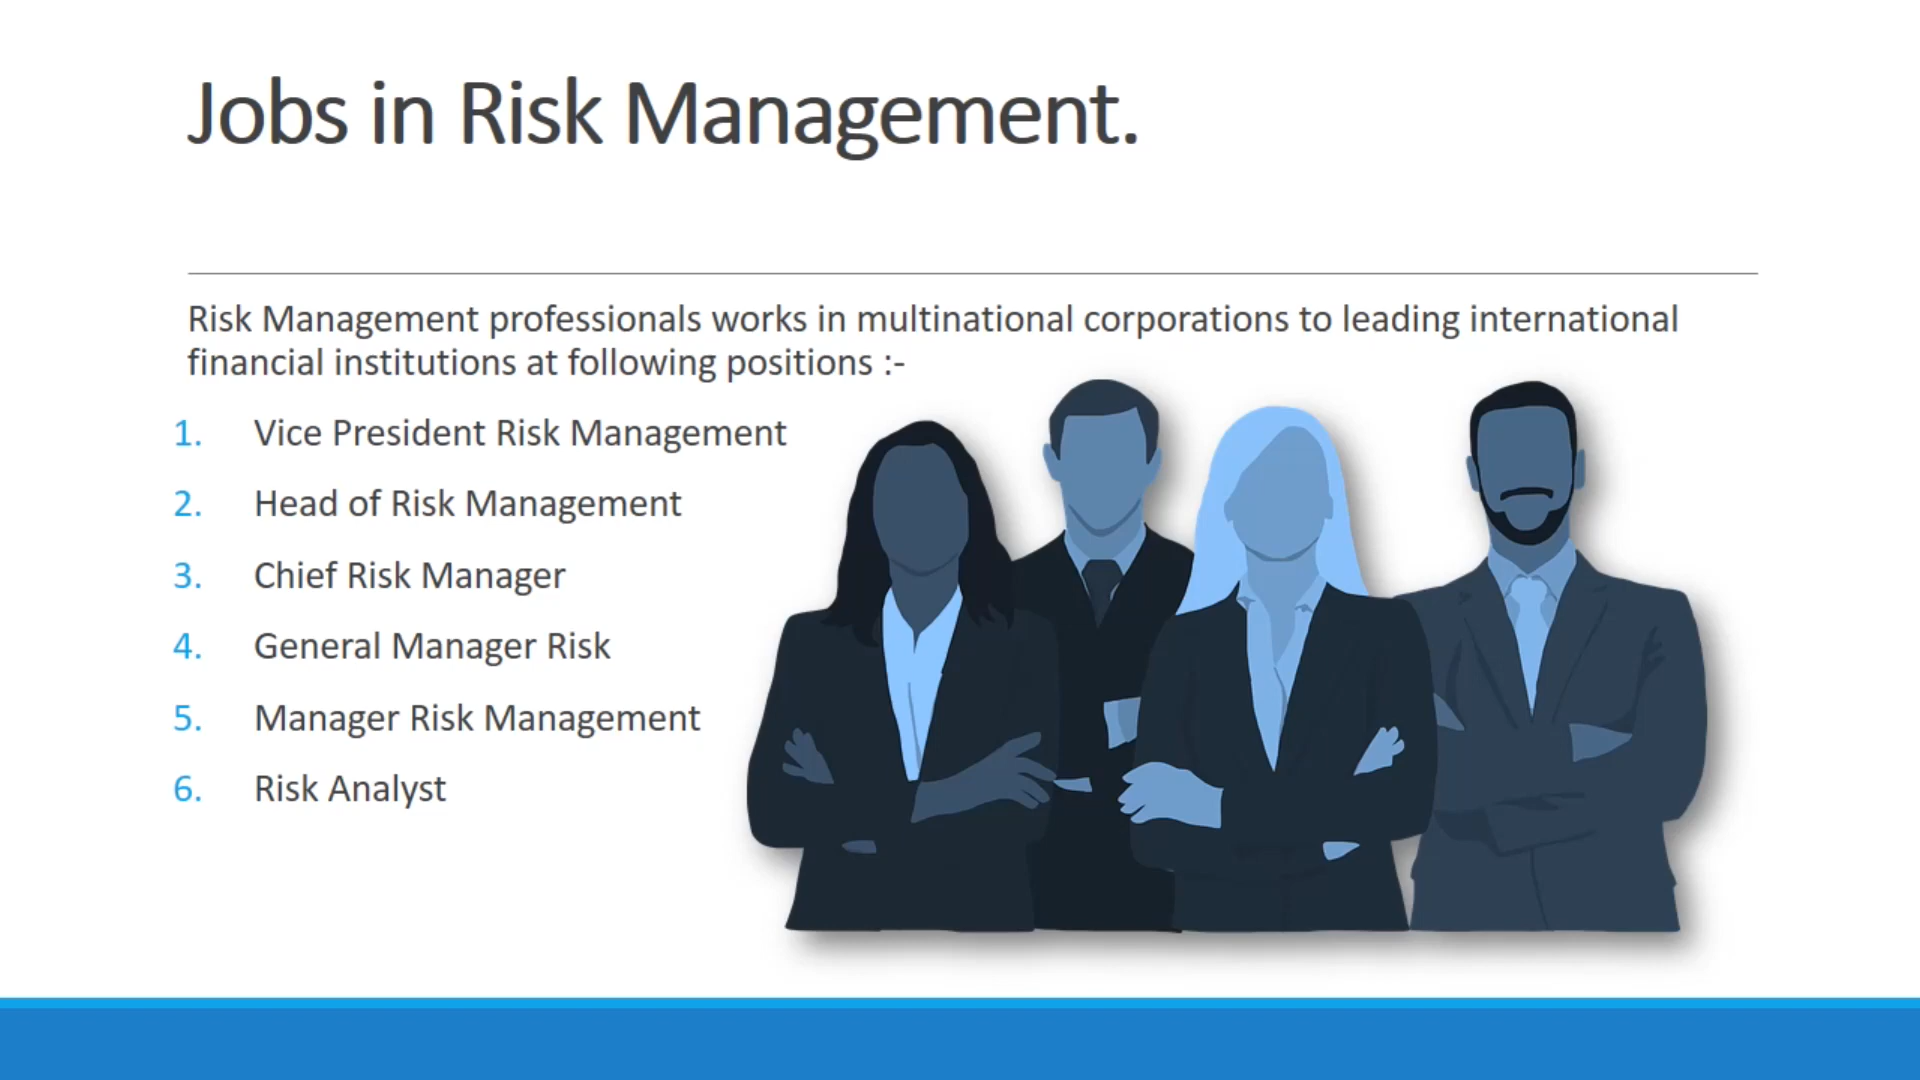 Jobs in Risk Management.
Risk Management professionals works in multinational corporations to leading international
financial institutions at following positions :-
1. Vice President Risk Management
2. Head of Risk Management
3. Chief Risk Manager
4. General Manager Risk
5. Manager Risk Management
6. Risk Analyst